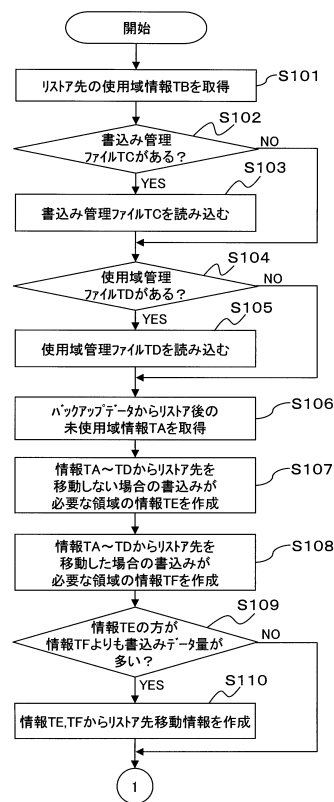 開始
リストア先の使用域情報TBを取得
S101
S102
書込み管理
ファイルTCがある?
NO
YES
S103
書込み管理ファイルTCを読み込む
S104
使用域管理
ファイルTDがある?
NO
YES
S105
使用域管理ファイルTDを読み込む
S106
バックアップデータからリストア後の
未使用域情報TAを取得
S107
情報TA～TDからリストア先を
移動しない場合の書込みが
必要な領域の情報TEを作成
S108
情報TA～TDからリストア先を
移動した場合の書込みが
必要な領域の情報TFを作成
S109
情報TEの方が
情報TFよりも書込みデータ量が
多い?
NO
YES
S110
情報TE,TFからリストア先移動情報を作成
1